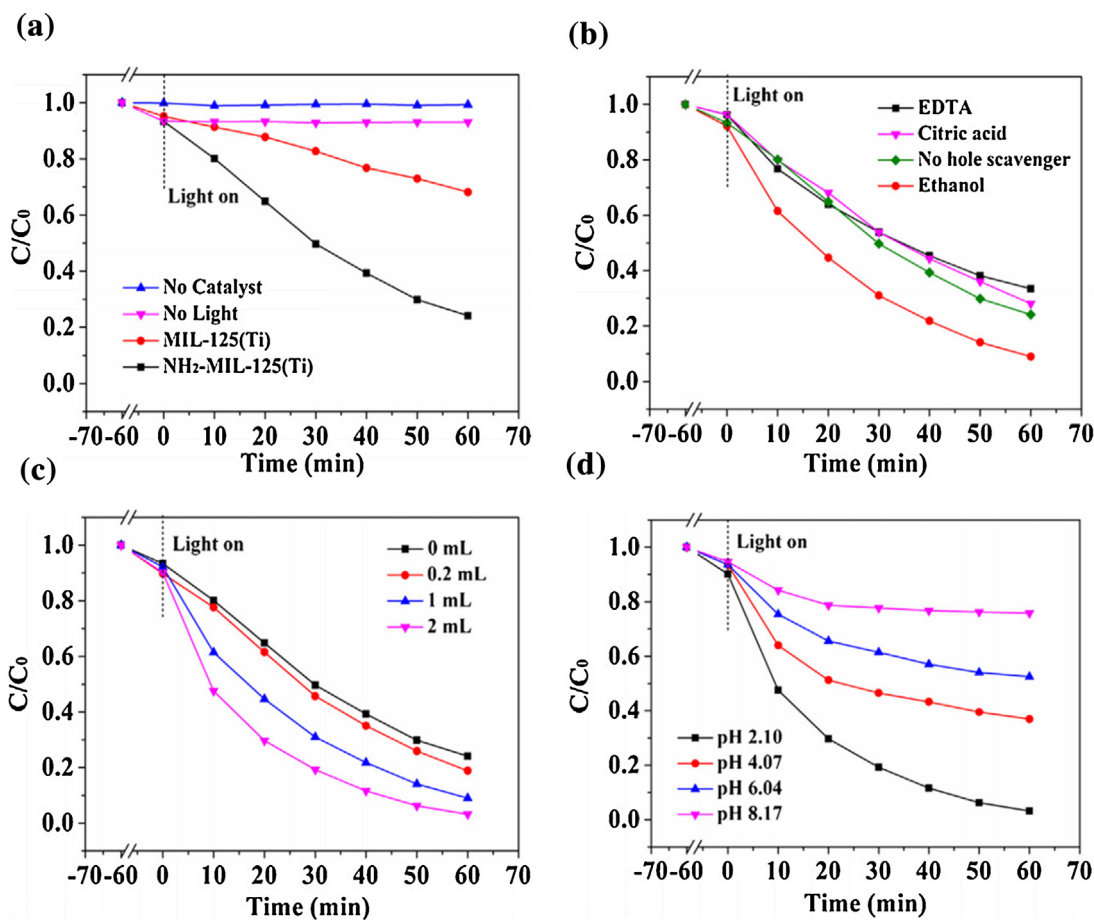 (a)
1.0
0.8
0.6
0.4
0.2
0.0
C/C0
Light on
No Catalyst
No Light
MIL-125(Ti)
NH2-MIL-125(Ti)
-70 -60 0 10 20 30 40 50 60 70
Time (min)
(b)
1.0
0.8
0.6
0.4
0.2
0.0
C/C0
Light on
EDTA
Citric acid
No hole scavenger
Ethanol
-70 -60 0 10 20 30 40 50 60 70
Time (min)
(c)
1.0
0.8
0.6
0.4
0.2
0.0
C/C0
Light on
0 mL
0.2 mL
1 mL
2 mL
-70 -60 0 10 20 30 40 50 60 70
Time (min)
(d)
1.0
0.8
0.6
0.4
0.2
0.0
C/C0
Light on
pH 2.10
pH 4.07
pH 6.04
pH 8.17
-70 -60 0 10 20 30 40 50 60 70
Time (min)